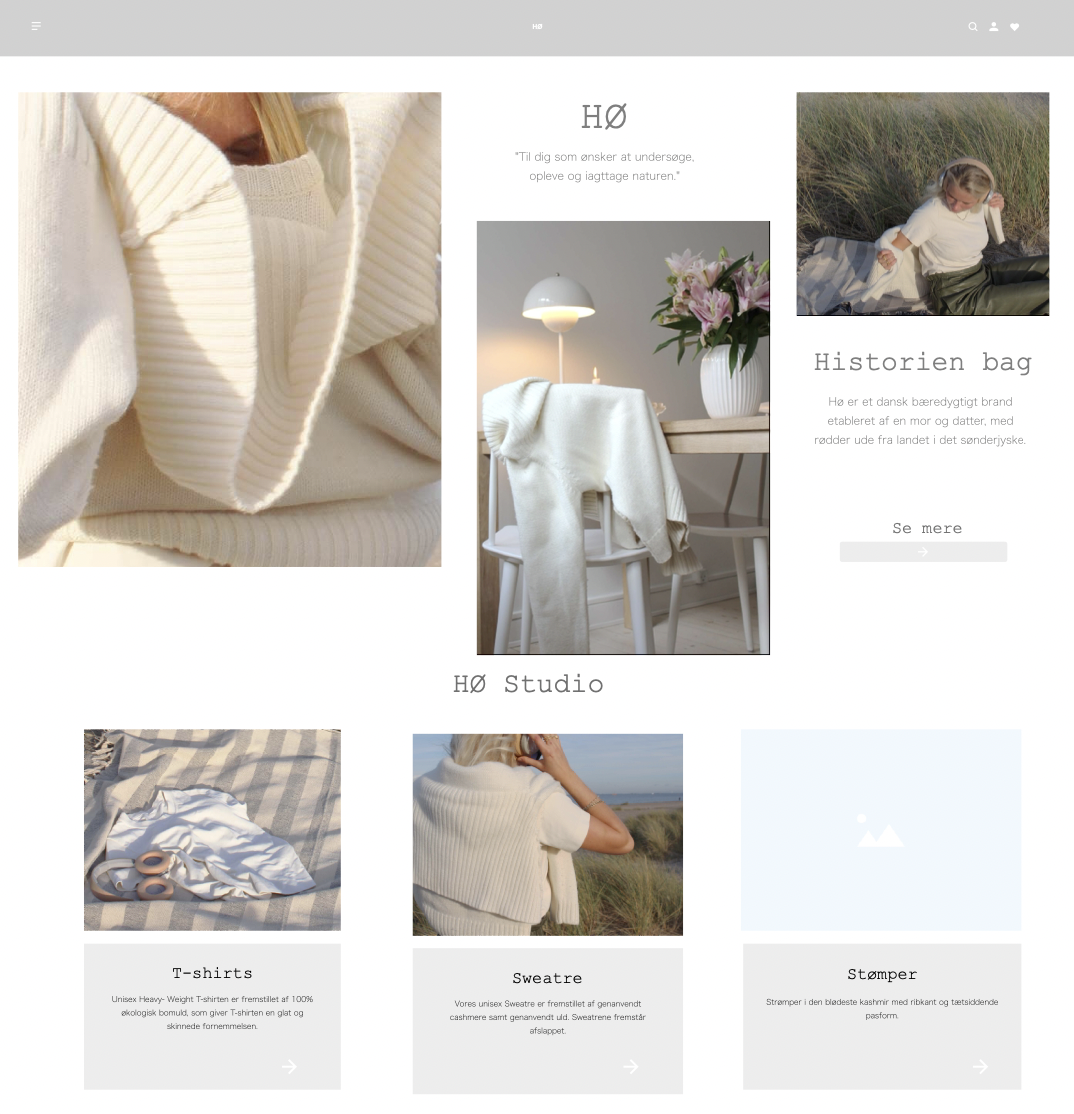 HØ
HØ
"Til dig som ønsker at undersøge,
opleve og iagttage naturen."
Historien bag
Hø er et dansk bæredygtigt brand
etableret af en mor og datter, med
rødder ude fra landet i det sønderjyske.
Se mere
HØ Studio
T-shirts
Unisex Heavy- Weight T-shirten er fremstillet af 100%
økologisk bomuld, som giver T-shirten en glat og
skinnede fornemmelsen.
Sweatre
Vores unisex Sweatre er fremstillet af genanvendt
cashmere samt genanvendt uld. Sweatrene fremstår
afslappet.
Stømper
Strømper i den blødeste kashmir med ribkant og tætsiddende
pasform.